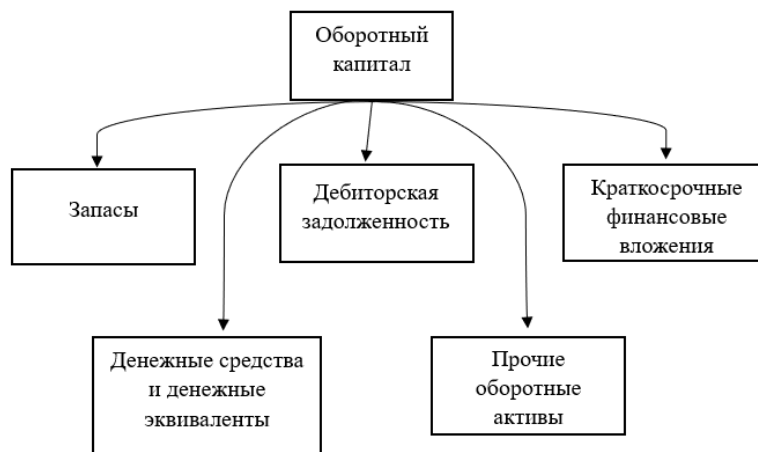 Оборотный
капитал
Запасы
Дебиторская
задолженность
Краткосрочные
финансовые
вложения
Денежные средства
и денежные
эквиваленты
Прочие
оборотные
активы